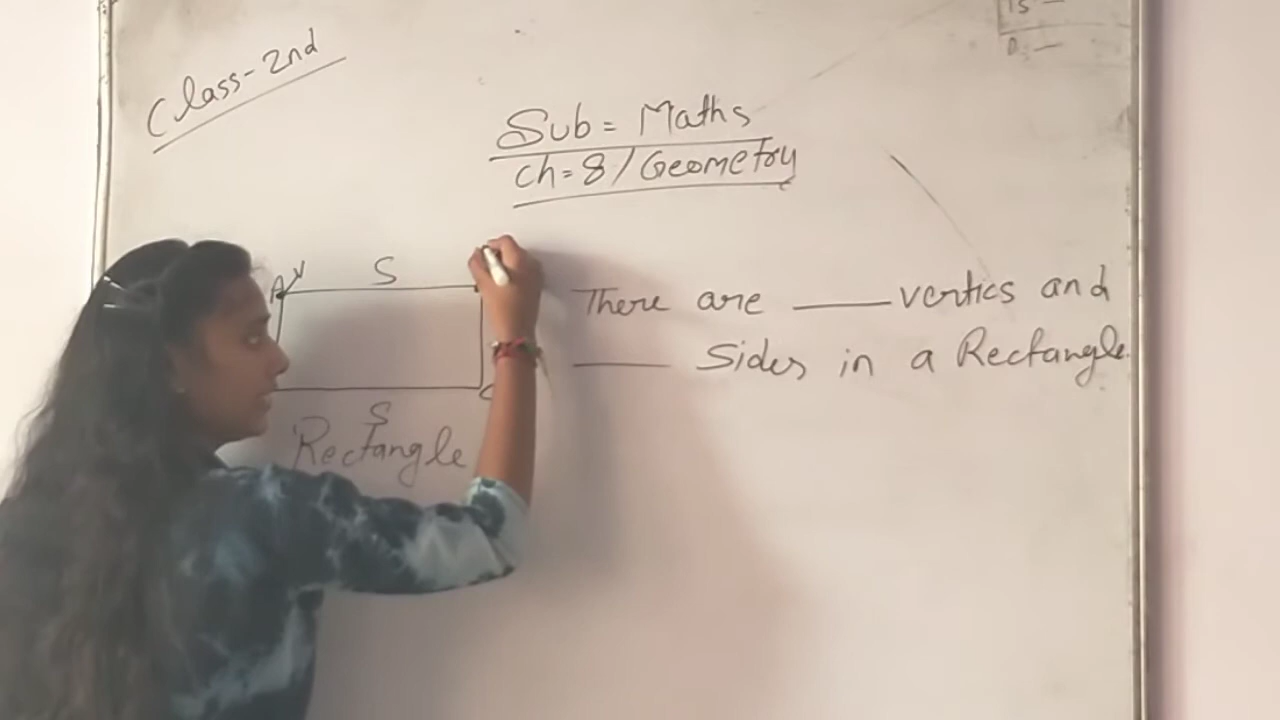 Class-2nd
Sub = Maths
Ch = 8 / Geometry
A V
S
C
S
Rectangle
There are ____ vertics and
____ Sides in a Rectangle.